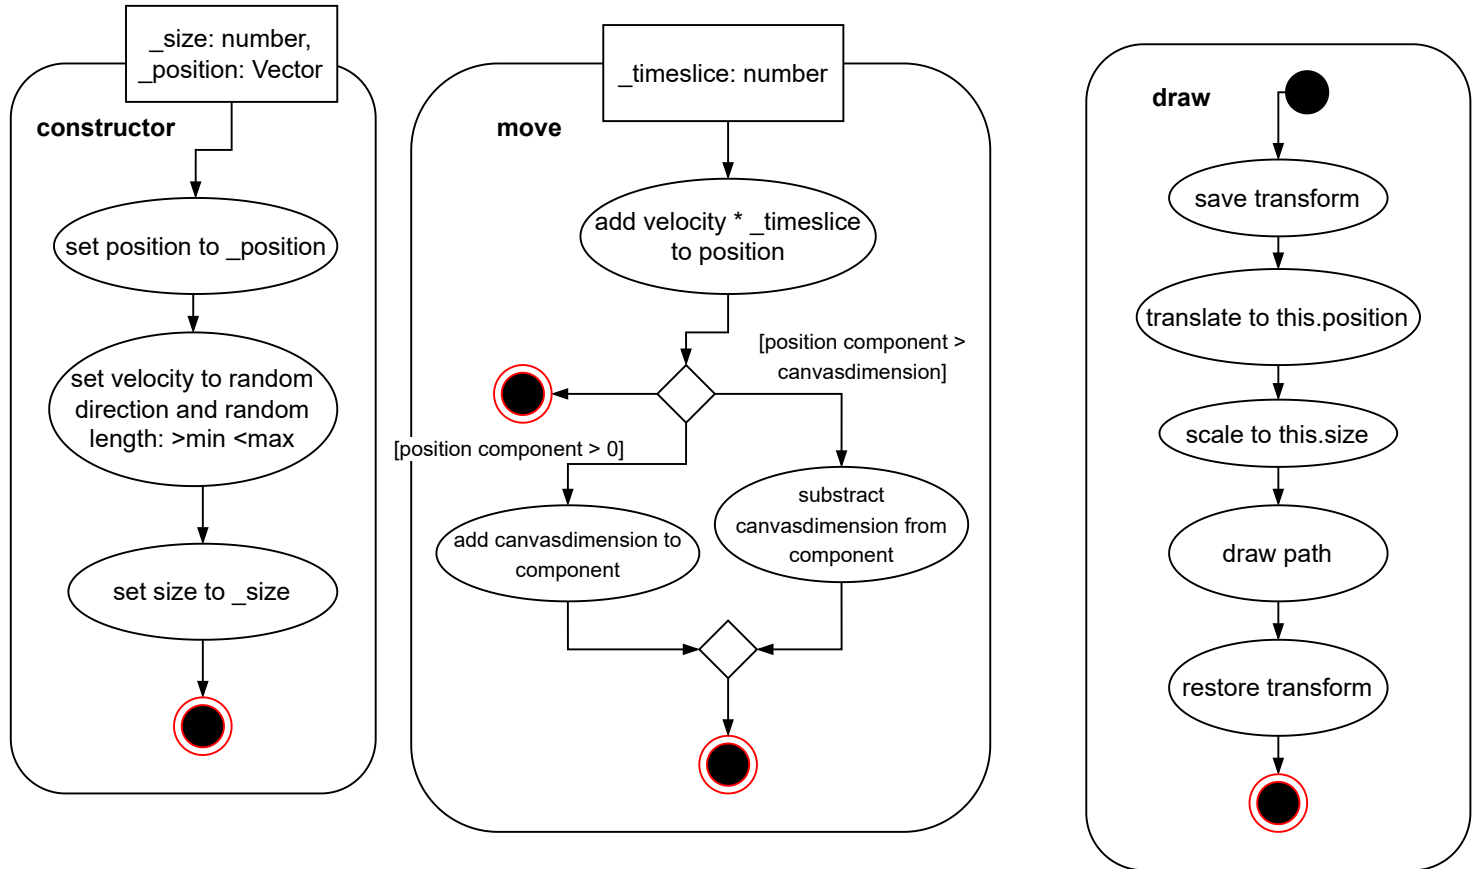 _size: number,
_position: Vector
constructor
set position to _position
set velocity to random
direction and random
length: >min <max
set size to _size
_timeslice: number
move
add velocity * _timeslice
to position
[position component >
canvasdimension]
[position component > 0]
add canvasdimension to
component
substract
canvasdimension from
component
draw
save transform
translate to this.position
scale to this.size
draw path
restore transform